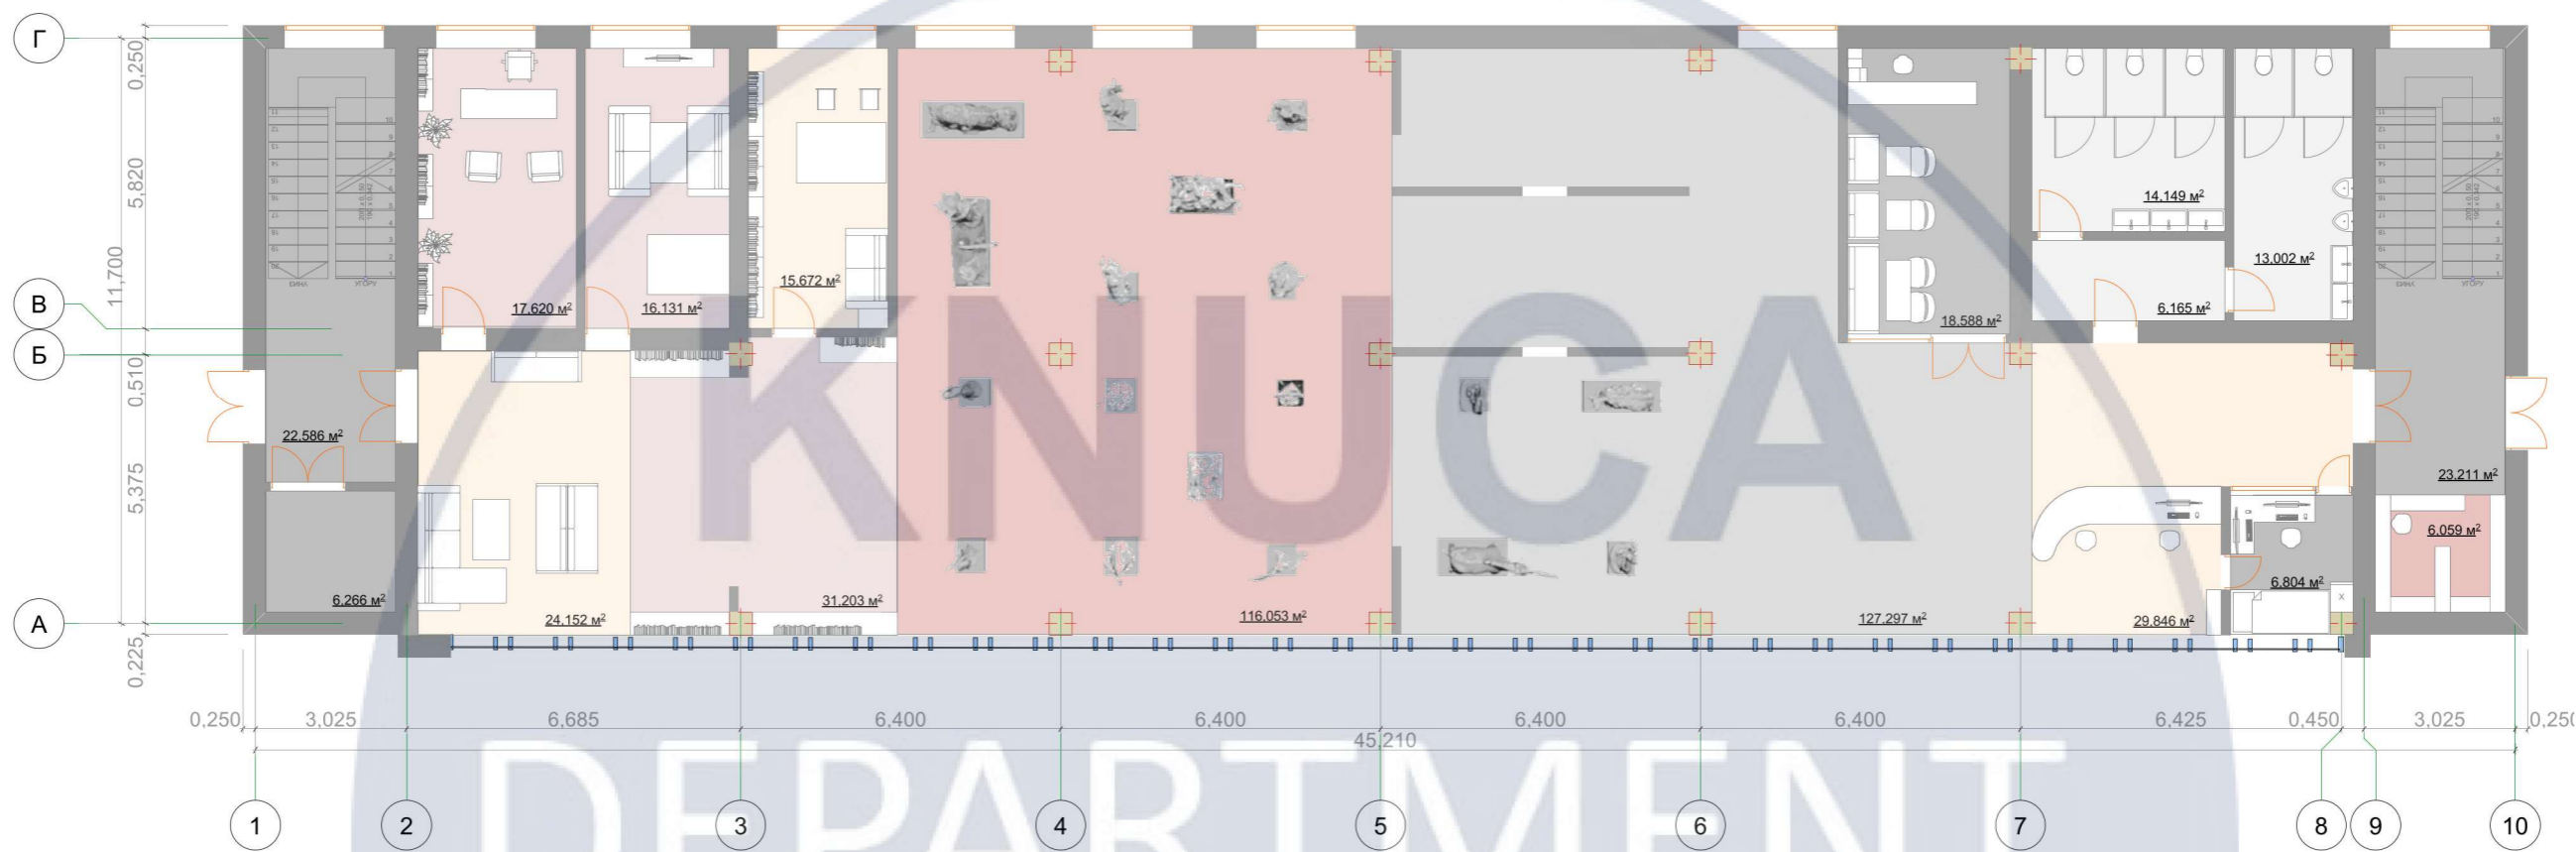 Г
В
Б
А
0,250
5,820
11,700
0,510
5,375
0,225
17.620 м²
16.131 м²
15.672 м²
14.149 м²
13.002 м²
6.165 м²
18.588 м²
22.586 м²
23.211 м²
6.266 м²
24.152 м²
31.203 м²
116.053 м²
127.297 м²
29.846 м²
6.804 м²
6.059 м²
x
УГОРУ
УГОРУ
KNUCA
0,250 3,025 6,685 6,400 6,400 6,400 6,400 6,425 0,450 3,025 0,250
45,210
DEPARTMENT
1 2 3 4 5 6 7 8 9 10